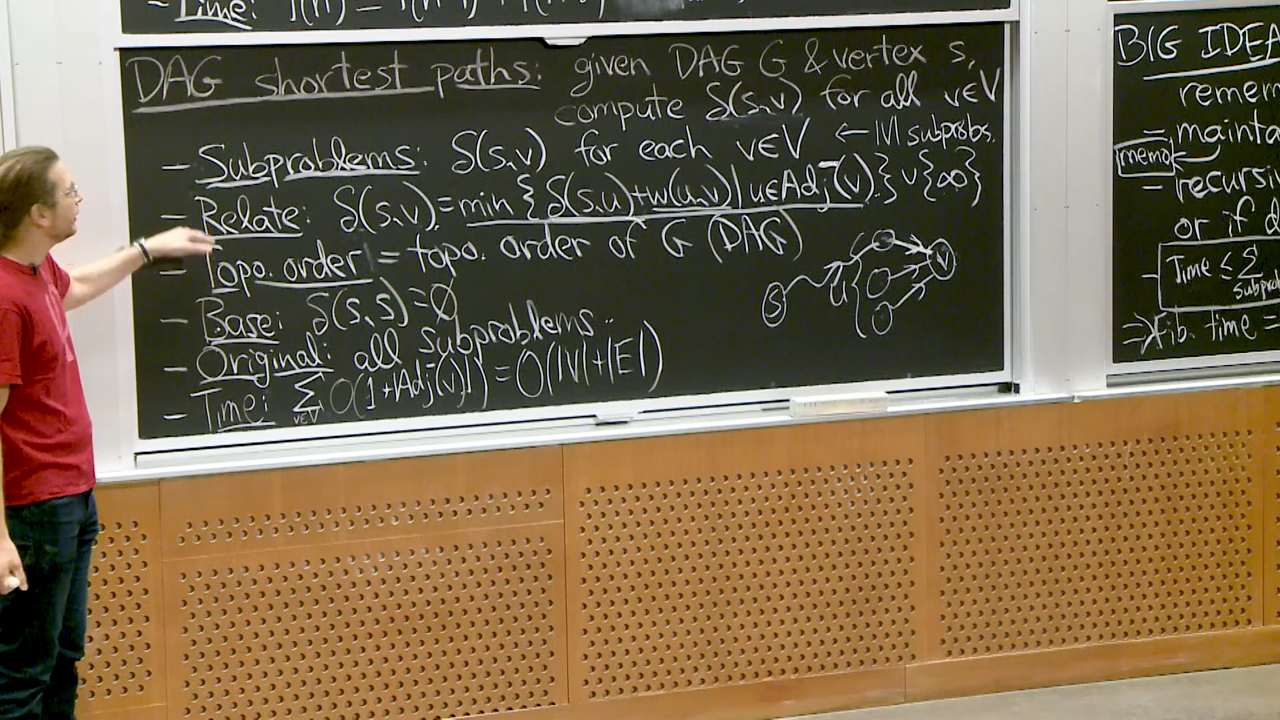 - Time:
DAG shortest paths: given DAG G & vertex s,
compute δ(s,v) for all v∈V
- Subproblems: δ(s,v) for each v∈V ← |V| subprobs.
- Relate: δ(s,v)=min{δ(s,u)+w(u,v)|u∈Adj⁻(v)}∪{∞}
- Topo. order = topo. order of G (DAG)
- Base: δ(s,s)=0
- Original: all subproblems
- Time: Σ_{v∈V} O(1+|Adj⁻(v)|) = O(|V|+|E|)
s
u
v
BIG IDEA
remem
- mainta
memo ←
- recursi
or if d
- Time ≤ Σ
subpro
⇒ Fib. time =